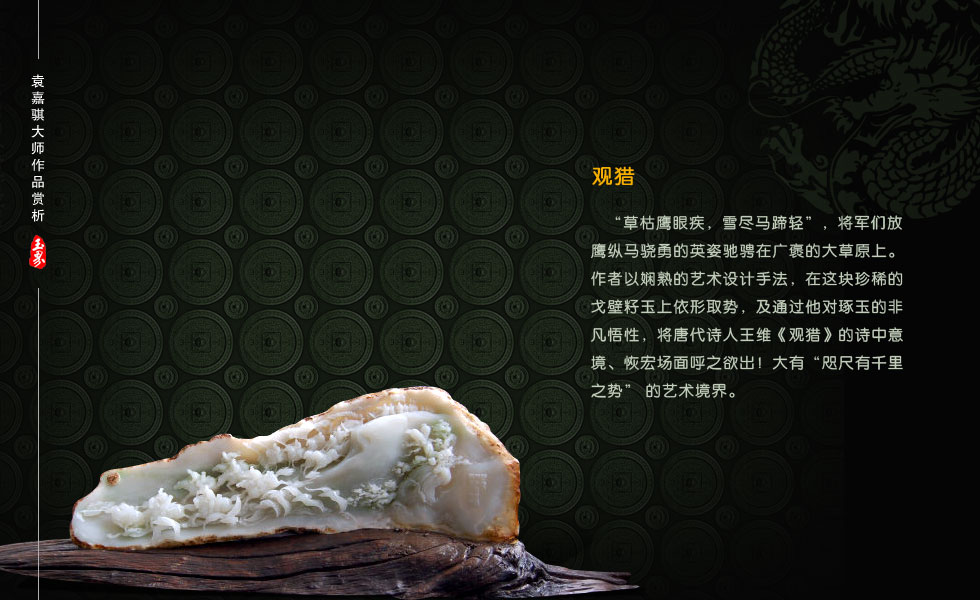 袁嘉骐大师作品赏析
玉象
观猎
“草枯鹰眼疾，雪尽马蹄轻”，将军们放
鹰纵马骁勇的英姿驰骋在广褒的大草原上。
作者以娴熟的艺术设计手法，在这块珍稀的
戈壁籽玉上依形取势，及通过他对琢玉的非
凡悟性，将唐代诗人王维《观猎》的诗中意
境、恢宏场面呼之欲出！大有“咫尺有千里
之势” 的艺术境界。